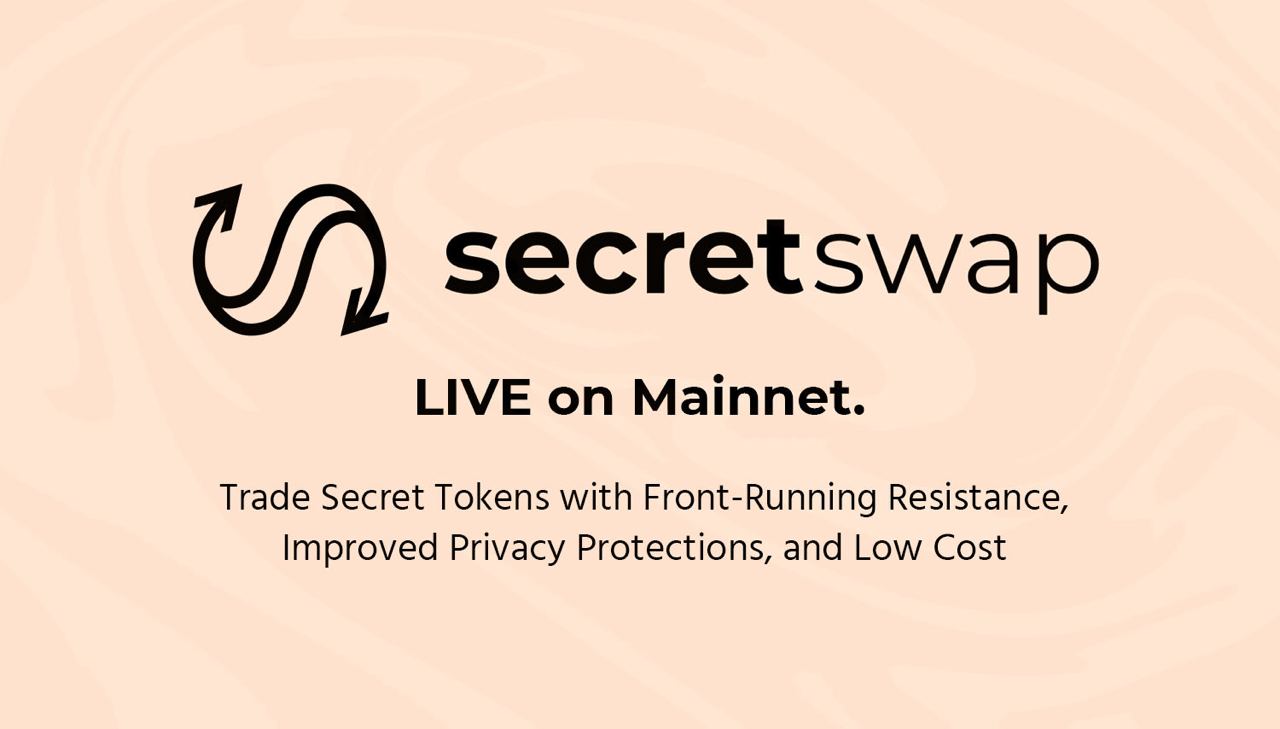 secretswap
LIVE on Mainnet.
Trade Secret Tokens with Front-Running Resistance,
Improved Privacy Protections, and Low Cost